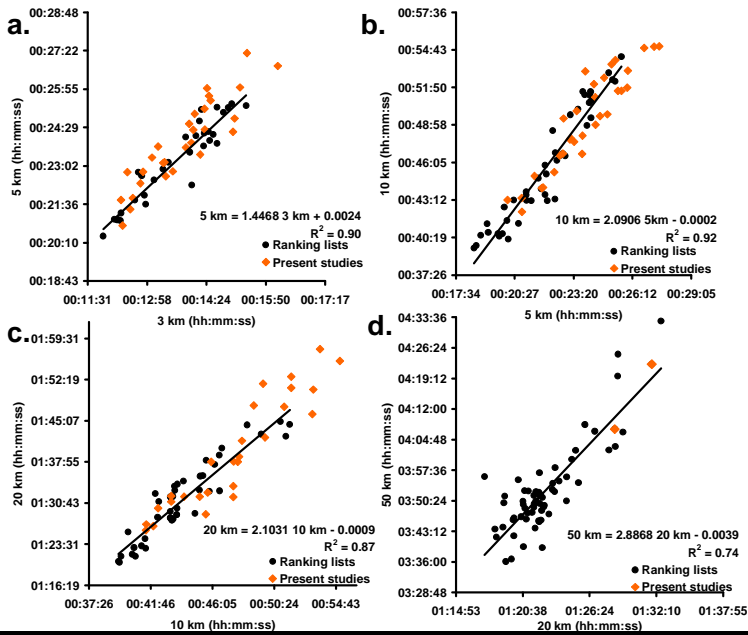 a.
00:28:48
00:27:22
00:25:55
00:24:29
00:23:02
00:21:36
00:20:10
00:18:43
5 km (hh:mm:ss)
5 km = 1.4468 3 km + 0.0024
R² = 0.90
Ranking lists
Present studies
00:11:31 00:12:58 00:14:24 00:15:50 00:17:17
3 km (hh:mm:ss)
b.
00:57:36
00:54:43
00:51:50
00:48:58
00:46:05
00:43:12
00:40:19
00:37:26
10 km (hh:mm:ss)
10 km = 2.0906 5km - 0.0002
R² = 0.92
Ranking lists
Present studies
00:17:34 00:20:27 00:23:20 00:26:12 00:29:05
5 km (hh:mm:ss)
c.
01:59:31
01:52:19
01:45:07
01:37:55
01:30:43
01:23:31
01:16:19
20 km (hh:mm:ss)
20 km = 2.1031 10 km - 0.0009
R² = 0.87
Ranking lists
Present studies
00:37:26 00:41:46 00:46:05 00:50:24 00:54:43
10 km (hh:mm:ss)
d.
04:33:36
04:26:24
04:19:12
04:12:00
04:04:48
03:57:36
03:50:24
03:43:12
03:36:00
03:28:48
50 km (hh:mm:ss)
50 km = 2.8868 20 km - 0.0039
R² = 0.74
Ranking lists
Present studies
01:14:53 01:20:38 01:26:24 01:32:10 01:37:55
20 km (hh:mm:ss)